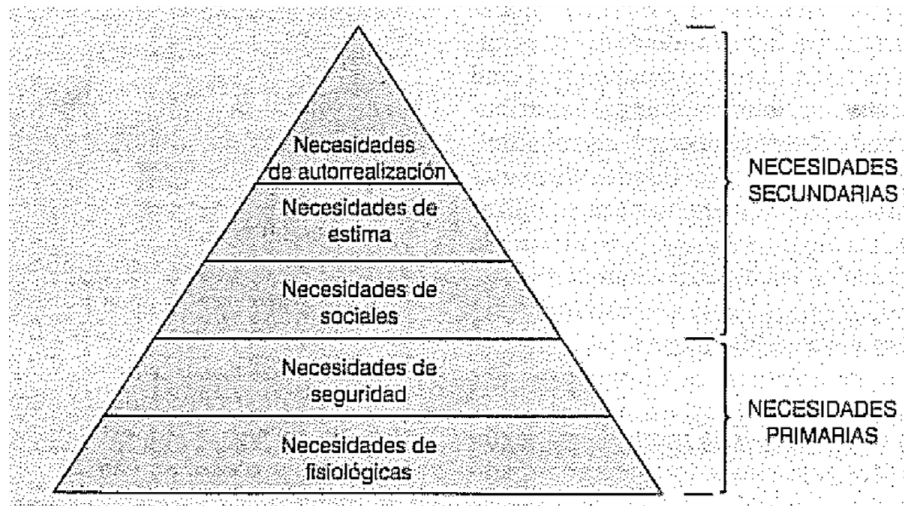 Necesidades
de autorrealización
Necesidades de
estima
Necesidades de
sociales
Necesidades de
seguridad
Necesidades de
fisiológicas
NECESIDADES
SECUNDARIAS
NECESIDADES
PRIMARIAS